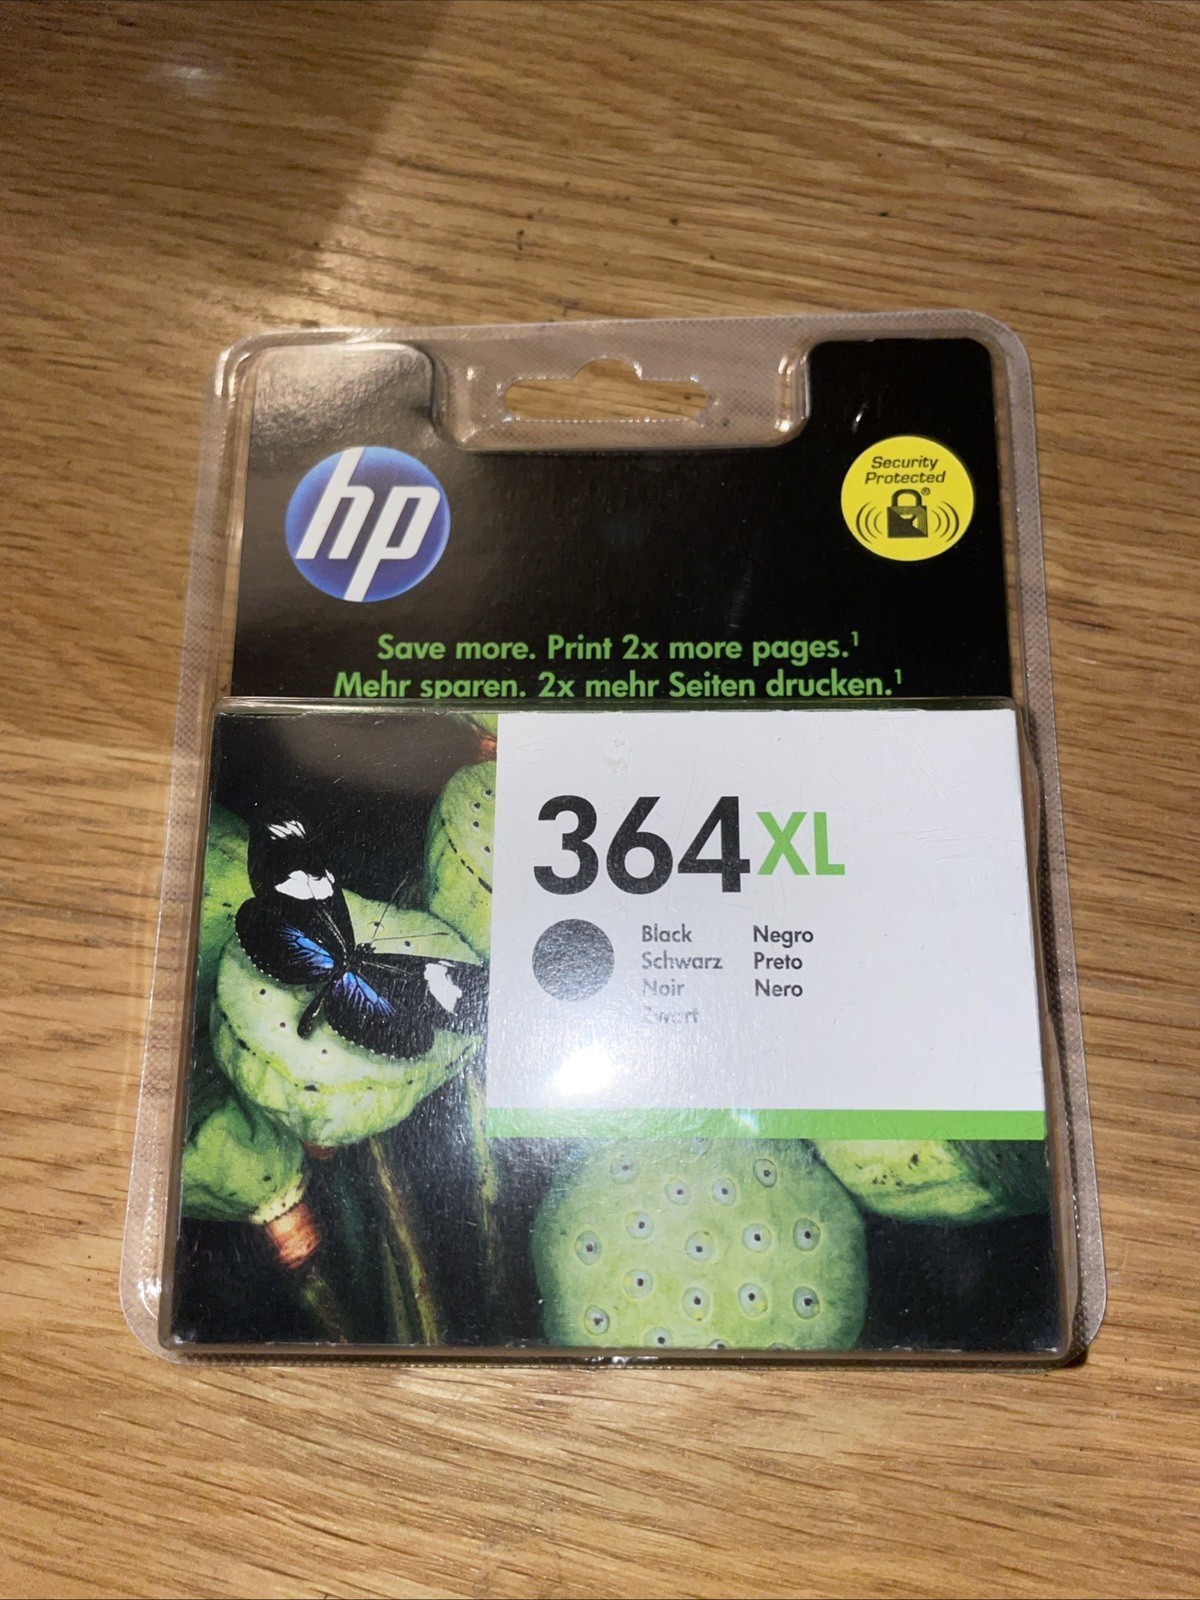 hp
Security
Protected
®
Save more. Print 2x more pages.¹
Mehr sparen. 2x mehr Seiten drucken.¹
364XL
Black Negro
Schwarz Preto
Noir Nero
Zwart